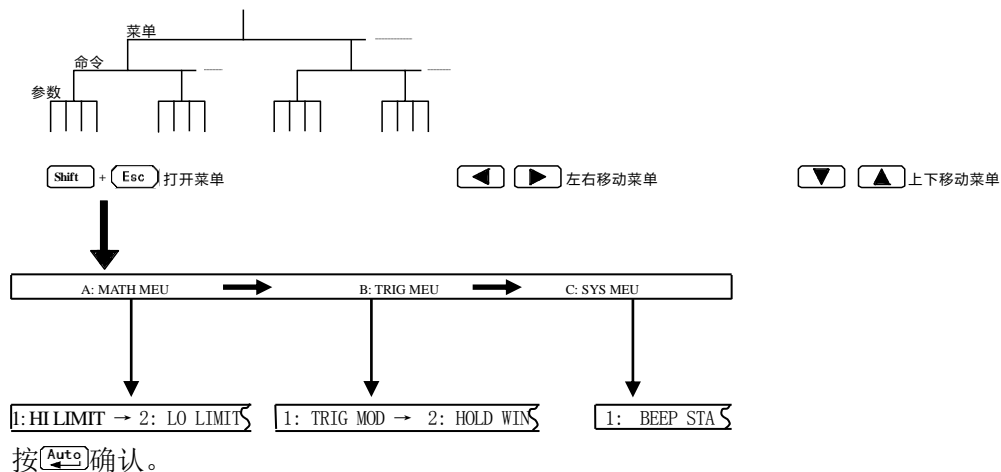 菜单
命令
参数
Shift + Esc 打开菜单 左右移动菜单 上下移动菜单
A: MATH MEU B: TRIG MEU C: SYS MEU
1: HI LIMIT → 2: LO LIMIT 1: TRIG MOD → 2: HOLD WIN 1: BEEP STA
按Auto确认。